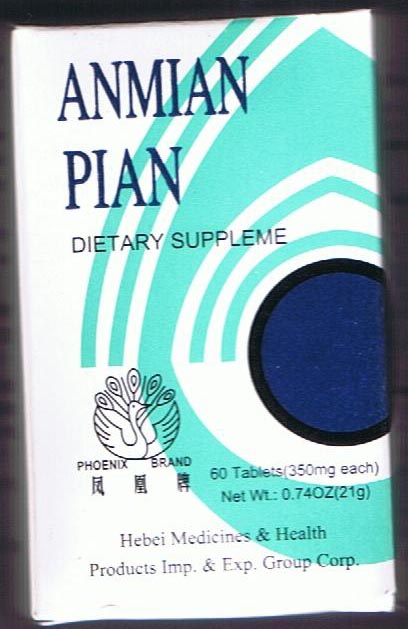 ANMIAN
PIAN
DIETARY SUPPLEME
PHOENIX BRAND
凤凰牌
60 Tablets(350mg each)
Net Wt.: 0.74OZ(21g)
Hebei Medicines & Health
Products Imp. & Exp. Group Corp.